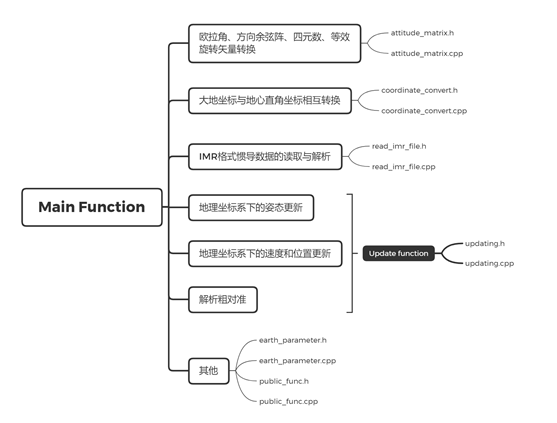 欧拉角、方向余弦阵、四元数、等效
旋转矢量转换
attitude_matrix.h
attitude_matrix.cpp
大地坐标与地心直角坐标相互转换
coordinate_convert.h
coordinate_convert.cpp
IMR格式惯导数据的读取与解析
read_imr_file.h
read_imr_file.cpp
Main Function
地理坐标系下的姿态更新
地理坐标系下的速度和位置更新
解析粗对准
Update function
updating.h
updating.cpp
其他
earth_parameter.h
earth_parameter.cpp
public_func.h
public_func.cpp